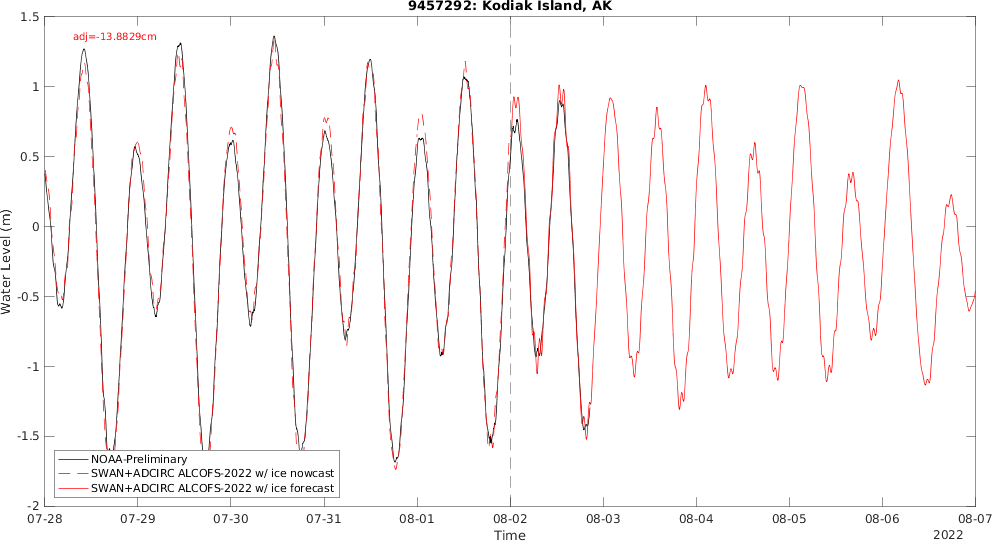 9457292: Kodiak Island, AK
adj=-13.8829cm
Water Level (m)
1.5
1
0.5
0
-0.5
-1
-1.5
-2
NOAA-Preliminary
SWAN+ADCIRC ALCOFS-2022 w/ ice nowcast
SWAN+ADCIRC ALCOFS-2022 w/ ice forecast
07-28 07-29 07-30 07-31 08-01 08-02 08-03 08-04 08-05 08-06 08-07
Time
2022